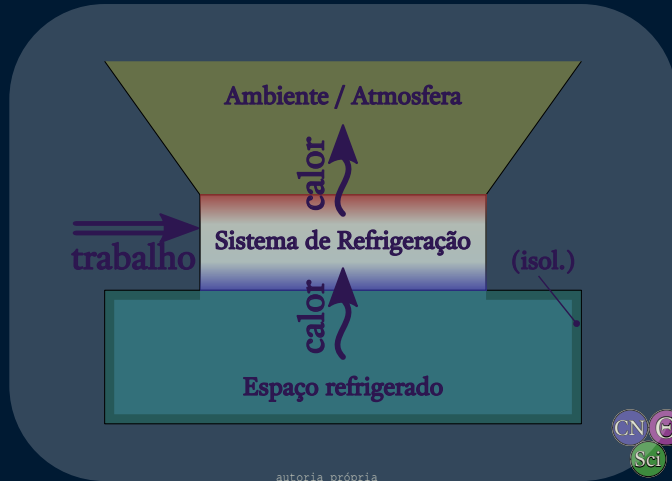 Ambiente / Atmosfera
calor
Sistema de Refrigeração
trabalho
(isol.)
calor
Espaço refrigerado
CN
Sci
autoria própria